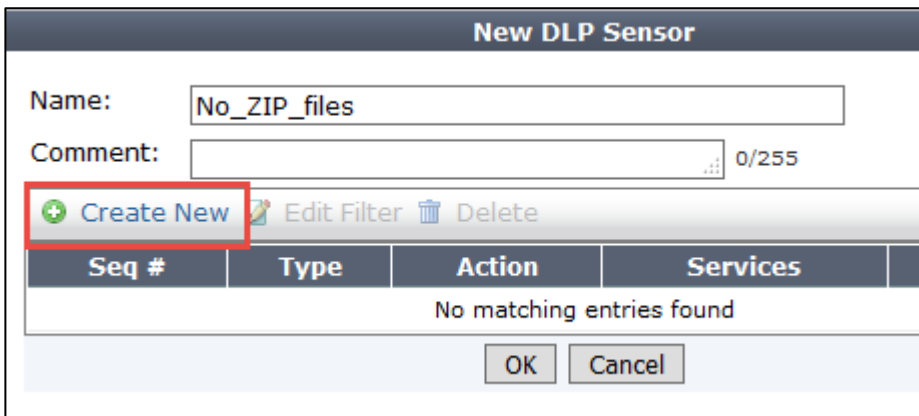 New DLP Sensor
Name: No_ZIP_files
Comment: 0/255
Create New Edit Filter Delete
Seq # Type Action Services
No matching entries found
OK Cancel